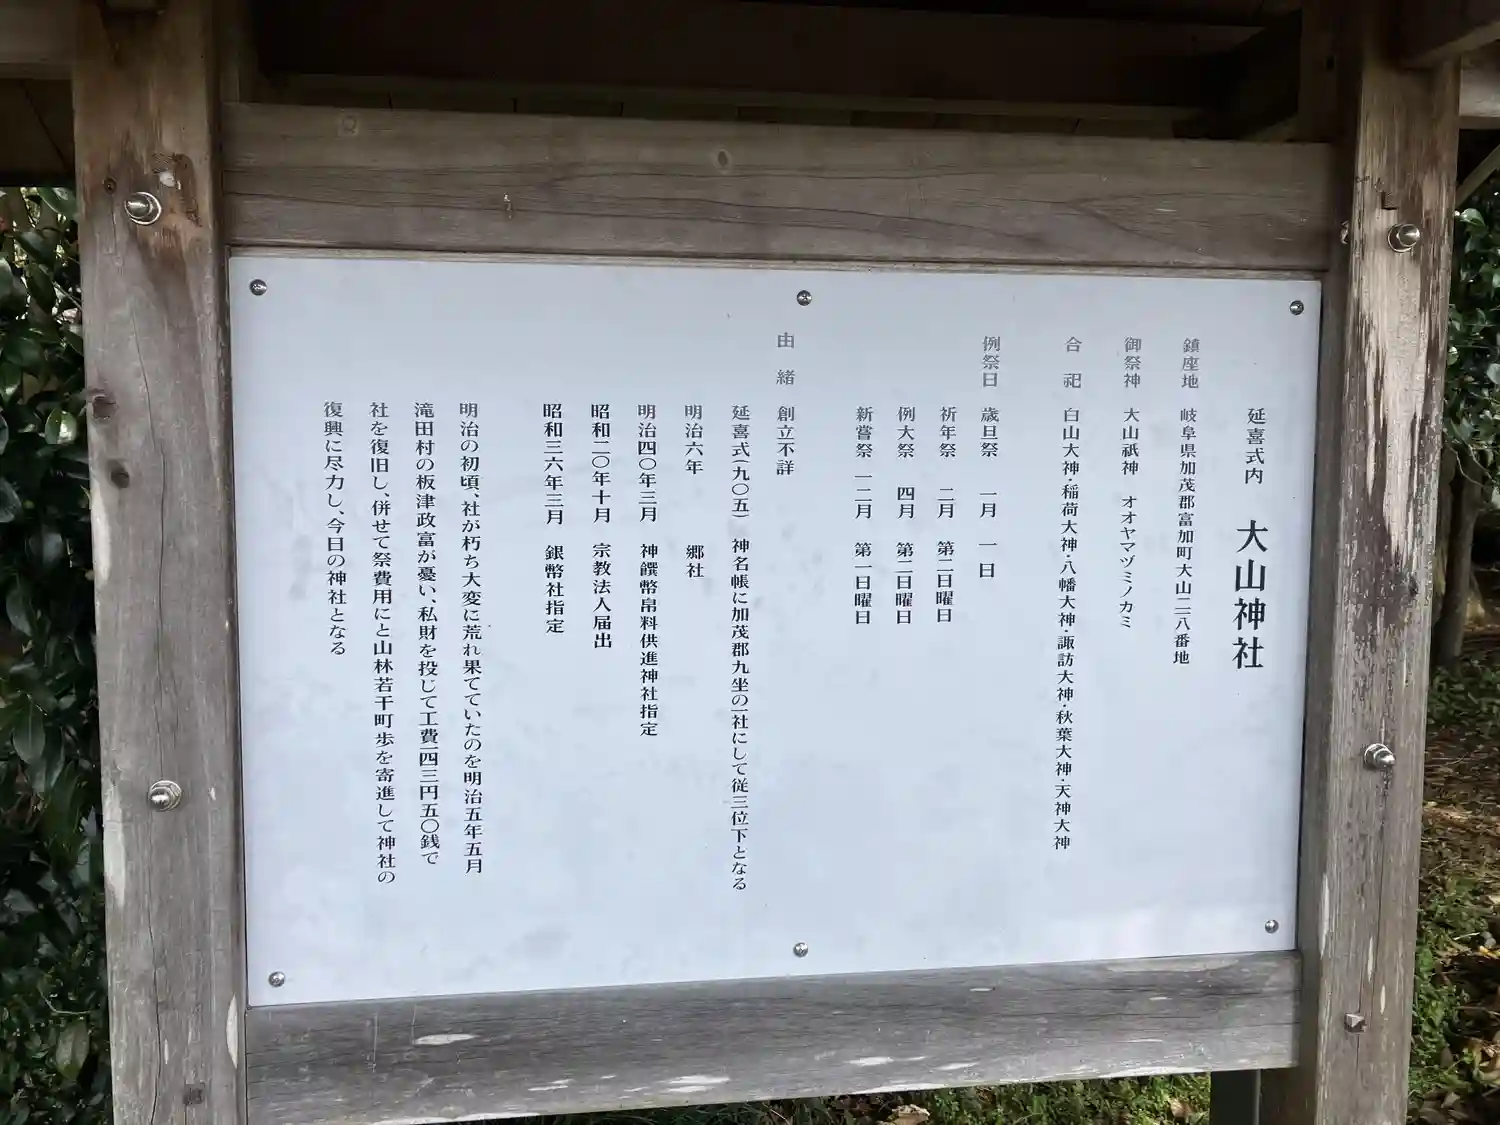 延喜式内 大山神社
鎮座地 岐阜県加茂郡富加町大山二二八番地
御祭神 大山祇神 オオヤマヅミノカミ
合祀 白山大神・稲荷大神・八幡大神・諏訪大神・秋葉大神・天神大神
例祭日 歳旦祭 一月 一日
祈年祭 二月 第二日曜日
例大祭 四月 第二日曜日
新嘗祭 一二月 第一日曜日
由緒 創立不詳
延喜式(九〇五) 神名帳に加茂郡九坐の一社にして従三位下となる
明治六年 郷社
明治四〇年三月 神饌幣帛料供進神社指定
昭和二〇年十月 宗教法人届出
昭和三六年三月 銀幣社指定
明治の初頃、社が朽ち大変に荒れ果てていたのを明治五年五月
滝田村の板津政富が憂い、私財を投じて工費一四三円五〇銭で
社を復旧し、併せて祭費用にと山林若干町歩を寄進して神社の
復興に尽力し、今日の神社となる